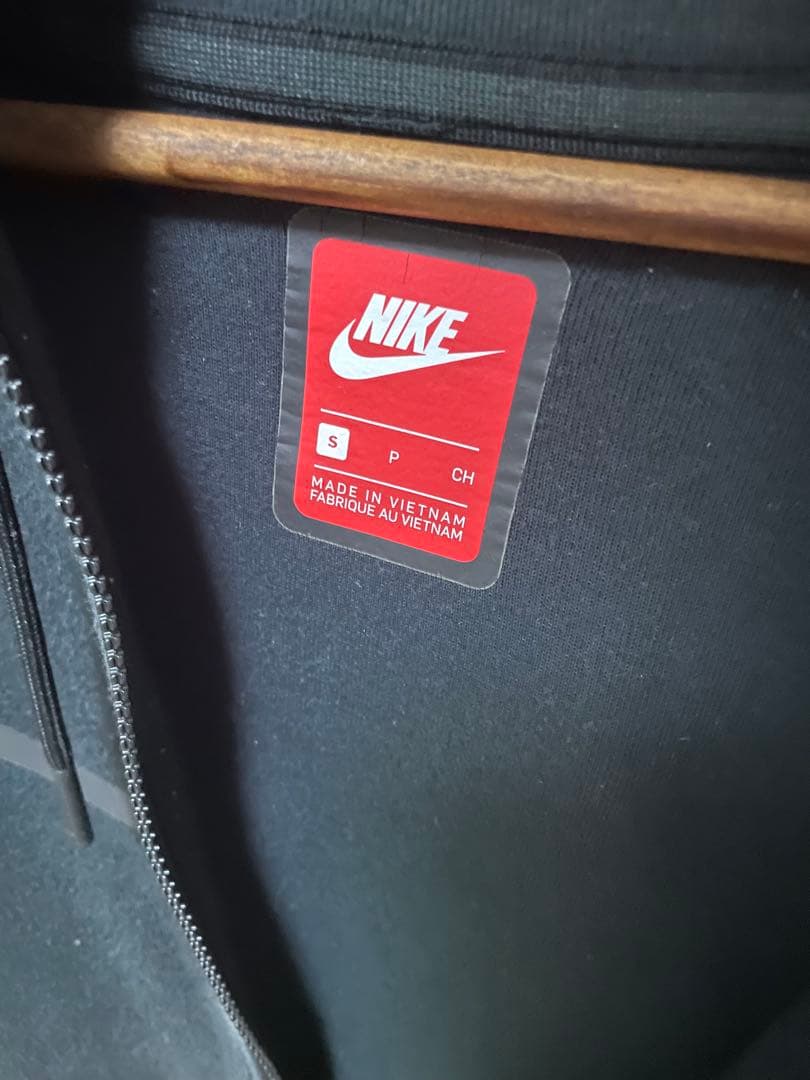 NIKE
S P CH
MADE IN VIETNAM
FABRIQUE AU VIETNAM